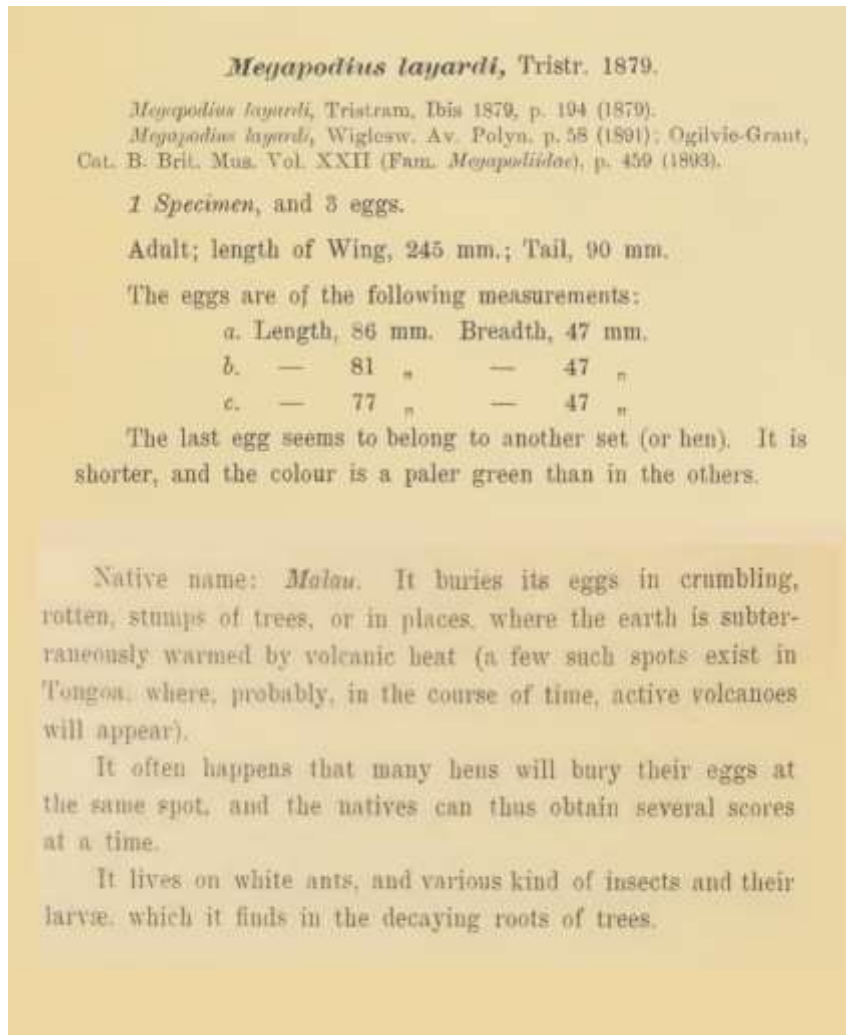 Megapodius layardi, Tristr. 1879.
Megapodius layardi, Tristram, Ibis 1879, p. 194 (1879).
Megapodius layardi, Wiglesw. Av. Polyn. p. 58 (1891); Ogilvie-Grant,
Cat. B. Brit. Mus. Vol. XXII (Fam. Megapodiidae), p. 459 (1893).
1 Specimen, and 3 eggs.
Adult; length of Wing, 245 mm.; Tail, 90 mm.
The eggs are of the following measurements:
a. Length, 86 mm. Breadth, 47 mm.
b. — 81 „ — 47 „
c. — 77 „ — 47 „
The last egg seems to belong to another set (or hen). It is
shorter, and the colour is a paler green than in the others.
Native name: Malau. It buries its eggs in crumbling,
rotten, stumps of trees, or in places, where the earth is subter-
raneously warmed by volcanic heat (a few such spots exist in
Tongoa, where, probably, in the course of time, active volcanoes
will appear).
It often happens that many hens will bury their eggs at
the same spot, and the natives can thus obtain several scores
at a time.
It lives on white ants, and various kind of insects and their
larvæ, which it finds in the decaying roots of trees.